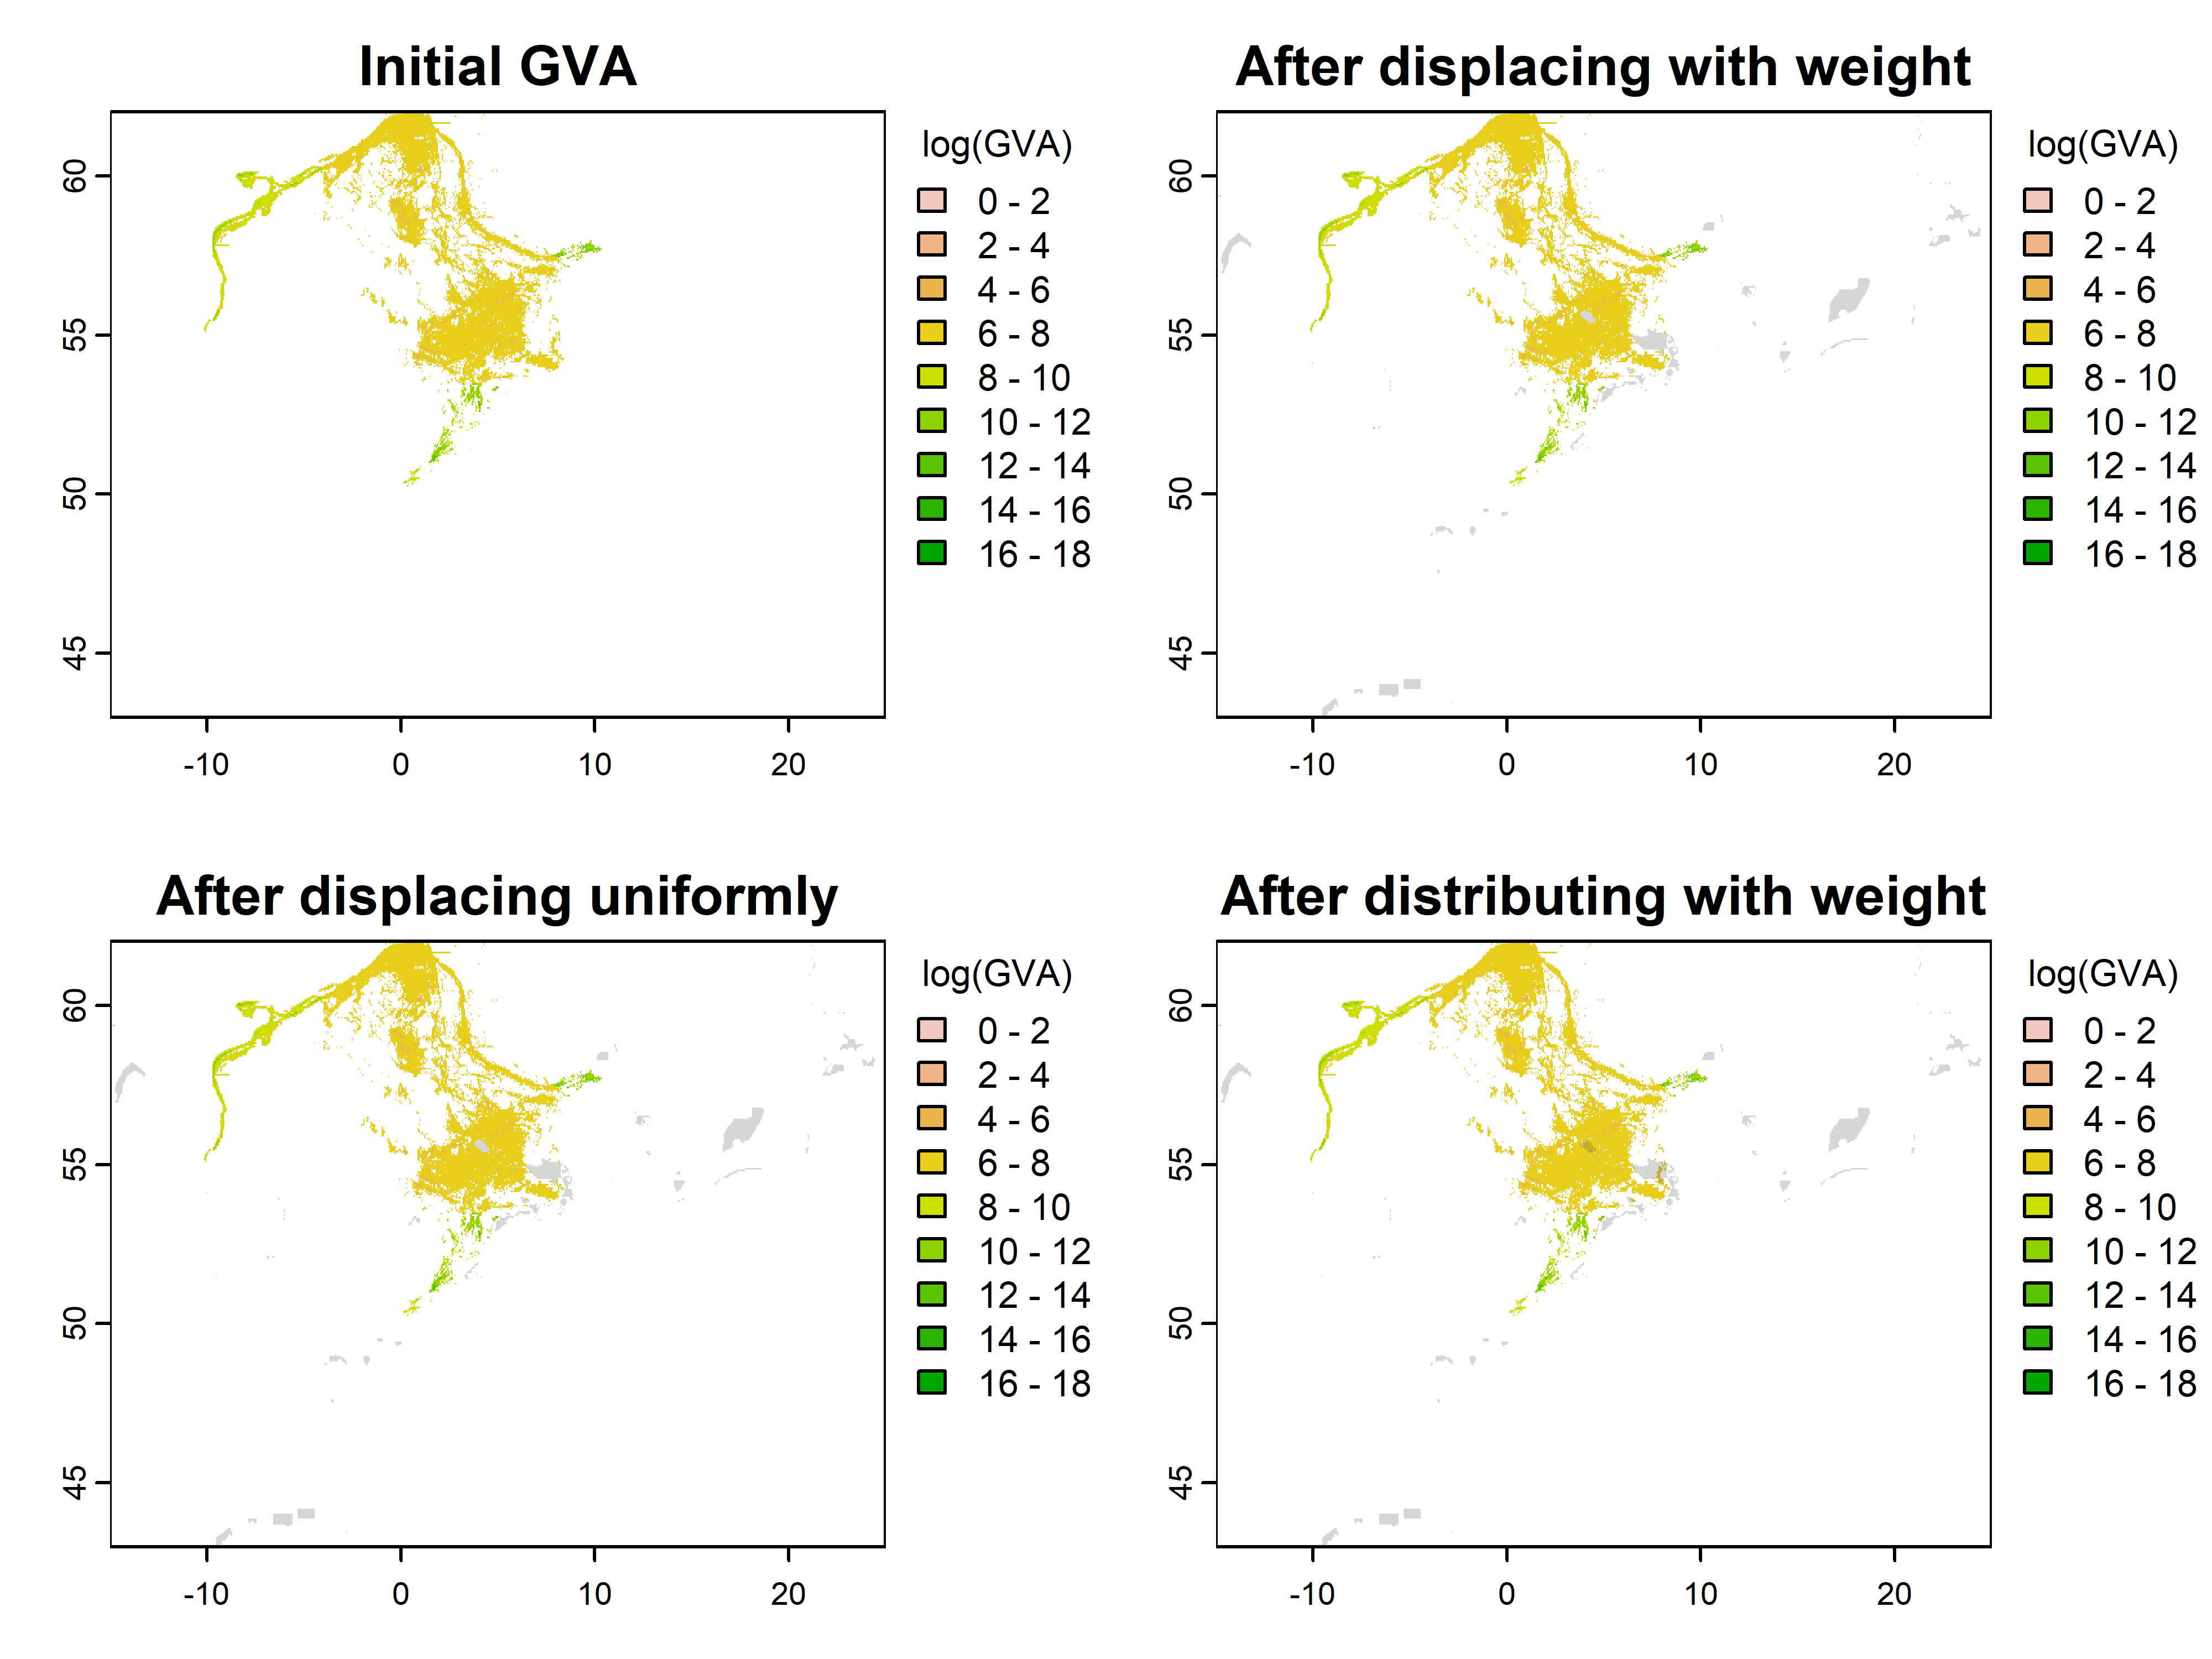 Initial GVA
60
55
50
45
-10
0
10
20
log(GVA)
0 - 2
2 - 4
4 - 6
6 - 8
8 - 10
10 - 12
12 - 14
14 - 16
16 - 18
After displacing with weight
60
55
50
45
-10
0
10
20
log(GVA)
0 - 2
2 - 4
4 - 6
6 - 8
8 - 10
10 - 12
12 - 14
14 - 16
16 - 18
After displacing uniformly
60
55
50
45
-10
0
10
20
log(GVA)
0 - 2
2 - 4
4 - 6
6 - 8
8 - 10
10 - 12
12 - 14
14 - 16
16 - 18
After distributing with weight
60
55
50
45
-10
0
10
20
log(GVA)
0 - 2
2 - 4
4 - 6
6 - 8
8 - 10
10 - 12
12 - 14
14 - 16
16 - 18